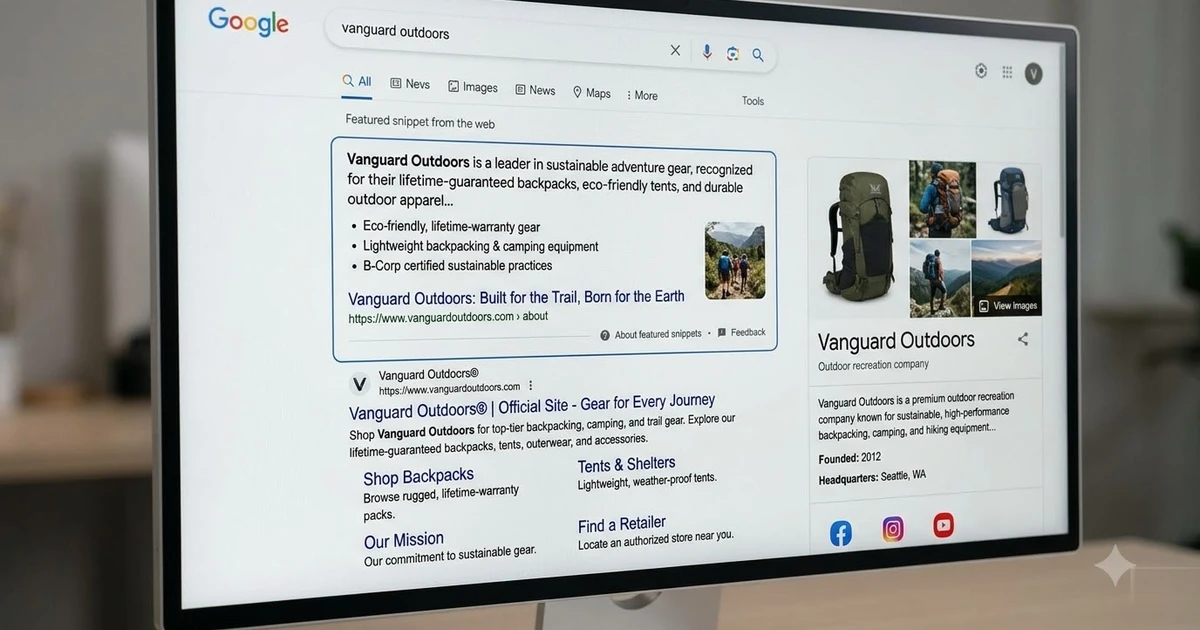 Google
vanguard outdoors
All
Nevs
Images
News
Maps
More
Tools
V
Featured snippet from the web
Vanguard Outdoors is a leader in sustainable adventure gear, recognized
for their lifetime-guaranteed backpacks, eco-friendly tents, and durable
outdoor apparel...
• Eco-friendly, lifetime-warranty gear
• Lightweight backpacking & camping equipment
• B-Corp certified sustainable practices
Vanguard Outdoors: Built for the Trail, Born for the Earth
https://www.vanguardoutdoors.com › about
About featured snippets • Feedback
V
Vanguard Outdocrs®
https://www.vanguardoutdoors.com
Vanguard Outdoors® | Official Site - Gear for Every Journey
Shop Vanguard Outdoors for top-tier backpacking, camping, and trail gear. Explore our
lifetime-guaranteed backpacks, tents, outerwear, and accessories.
Shop Backpacks
Browse rugged, lifetime-warranty
packs.
Our Mission
Our commitment to sustainable gear.
Tents & Shelters
Lightweight, weather-proof tents.
Find a Retailer
Locate an authorized store near you.
View Images
Vanguard Outdoors
Outdoor recreation company
Vanguard Outdoors is a premium outdoor recreation
company known for sustainable, high-performance
backpacking, camping, and hiking equipment...
Founded: 2012
Headquarters: Seattle, WA